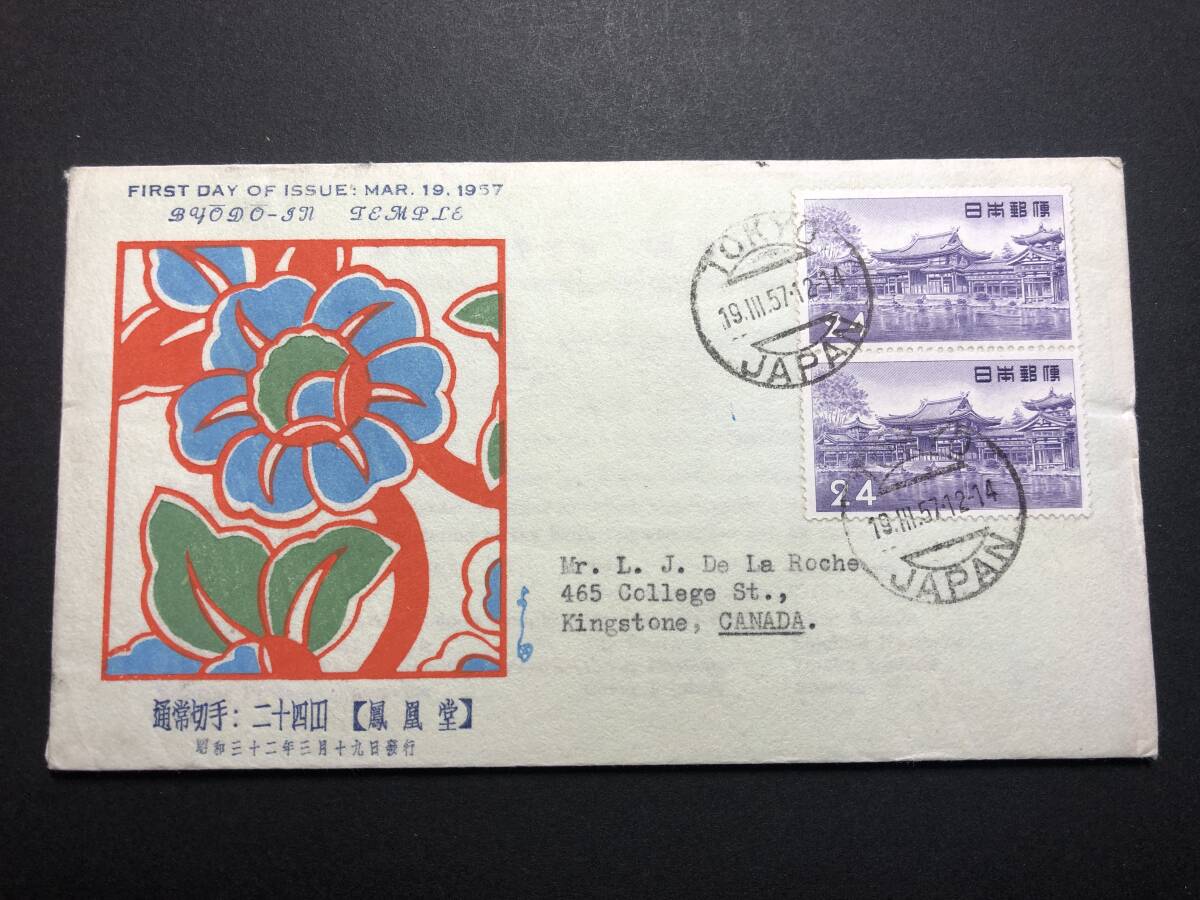 FIRST DAY OF ISSUE: MAR. 19, 1957
BYŌDŌ-IN TEMPLE
日本郵便
24
日本郵便
24
TOKYO
19.III.57.12-14
JAPAN
19.III.57.12-14
JAPAN
Mr. L. J. De La Roche
465 College St.,
Kingstone, CANADA.
通常切手: 二十四円 【鳳凰堂】
昭和三十二年三月十九日發行